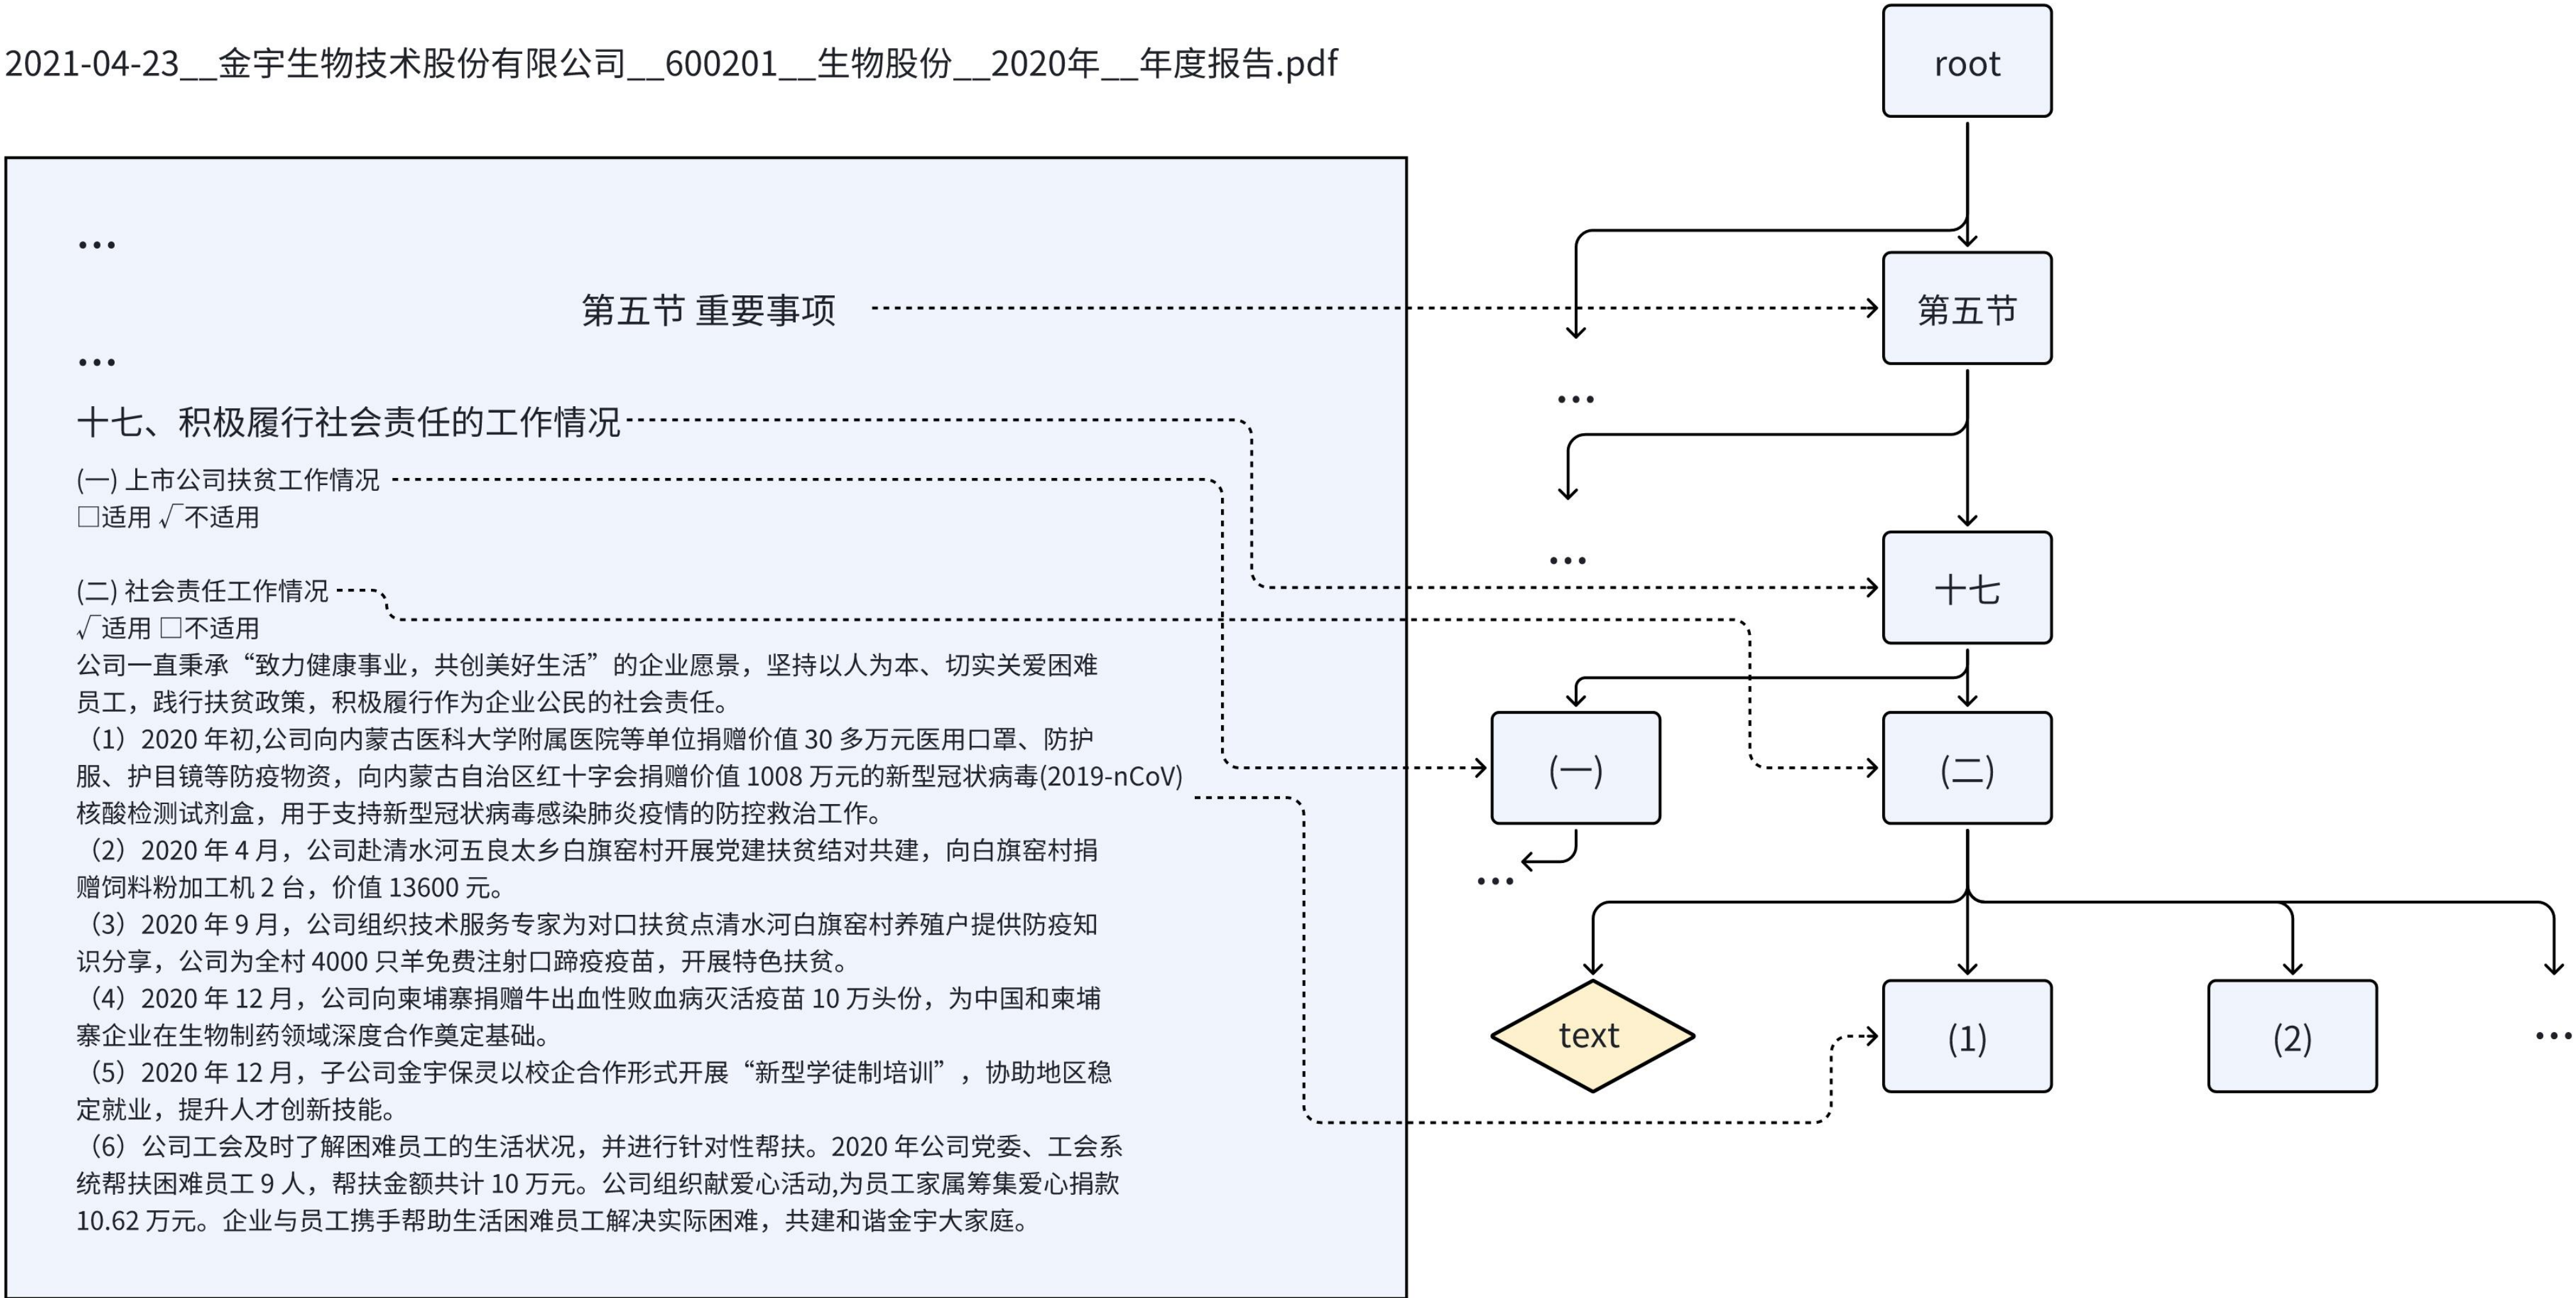 2021-04-23__金宇生物技术股份有限公司__600201__生物股份__2020年__年度报告.pdf
...
第五节 重要事项
...
十七、积极履行社会责任的工作情况
(一) 上市公司扶贫工作情况
□适用 √不适用
(二) 社会责任工作情况
√适用 □不适用
公司一直秉承“致力健康事业，共创美好生活”的企业愿景，坚持以人为本、切实关爱困难
员工，践行扶贫政策，积极履行作为企业公民的社会责任。
（1）2020 年初,公司向内蒙古医科大学附属医院等单位捐赠价值 30 多万元医用口罩、防护
服、护目镜等防疫物资，向内蒙古自治区红十字会捐赠价值 1008 万元的新型冠状病毒(2019-nCoV)
核酸检测试剂盒，用于支持新型冠状病毒感染肺炎疫情的防控救治工作。
（2）2020 年 4 月，公司赴清水河五良太乡白旗窑村开展党建扶贫结对共建，向白旗窑村捐
赠饲料粉加工机 2 台，价值 13600 元。
（3）2020 年 9 月，公司组织技术服务专家为对口扶贫点清水河白旗窑村养殖户提供防疫知
识分享，公司为全村 4000 只羊免费注射口蹄疫疫苗，开展特色扶贫。
（4）2020 年 12 月，公司向柬埔寨捐赠牛出血性败血病灭活疫苗 10 万头份，为中国和柬埔
寨企业在生物制药领域深度合作奠定基础。
（5）2020 年 12 月，子公司金宇保灵以校企合作形式开展“新型学徒制培训”，协助地区稳
定就业，提升人才创新技能。
（6）公司工会及时了解困难员工的生活状况，并进行针对性帮扶。2020 年公司党委、工会系
统帮扶困难员工 9 人，帮扶金额共计 10 万元。公司组织献爱心活动,为员工家属筹集爱心捐款
10.62 万元。企业与员工携手帮助生活困难员工解决实际困难，共建和谐金宇大家庭。
root
第五节
...
...
十七
(一)
(二)
...
text
(1)
(2)
...